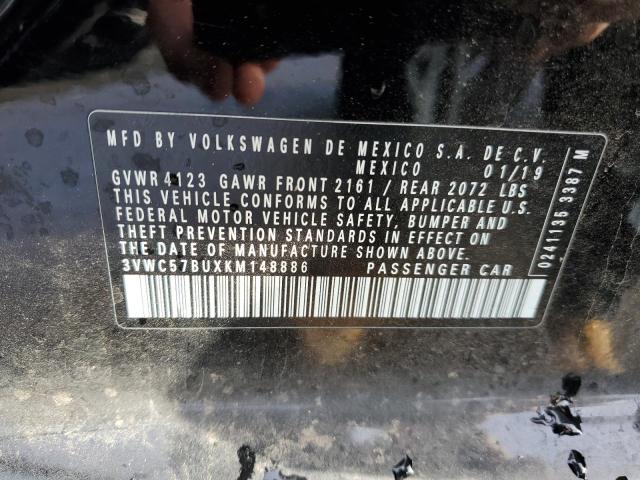 MFD BY VOLKSWAGEN DE MEXICO S.A. DE C.V.
MEXICO 01/19
GVWR 4123 GAWR FRONT 2161 / REAR 2072 LBS
THIS VEHICLE CONFORMS TO ALL APPLICABLE U.S.
FEDERAL MOTOR VEHICLE SAFETY, BUMPER AND
THEFT PREVENTION STANDARDS IN EFFECT ON
THE DATE OF MANUFACTURE SHOWN ABOVE.
3VWC57BUXKM148886 PASSENGER CAR
0241135 3387 M